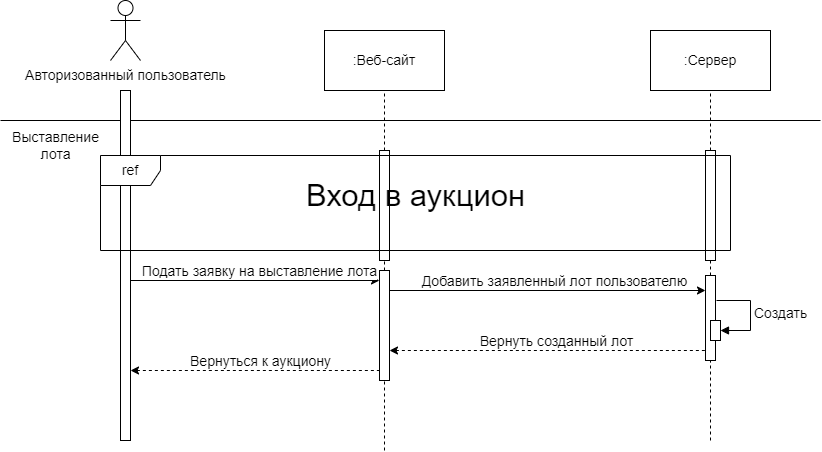 Авторизованный пользователь
:Веб-сайт
:Сервер
Выставление
лота
ref
Вход в аукцион
Подать заявку на выставление лота
Добавить заявленный лот пользователю
Создать
Вернуть созданный лот
Вернуться к аукциону